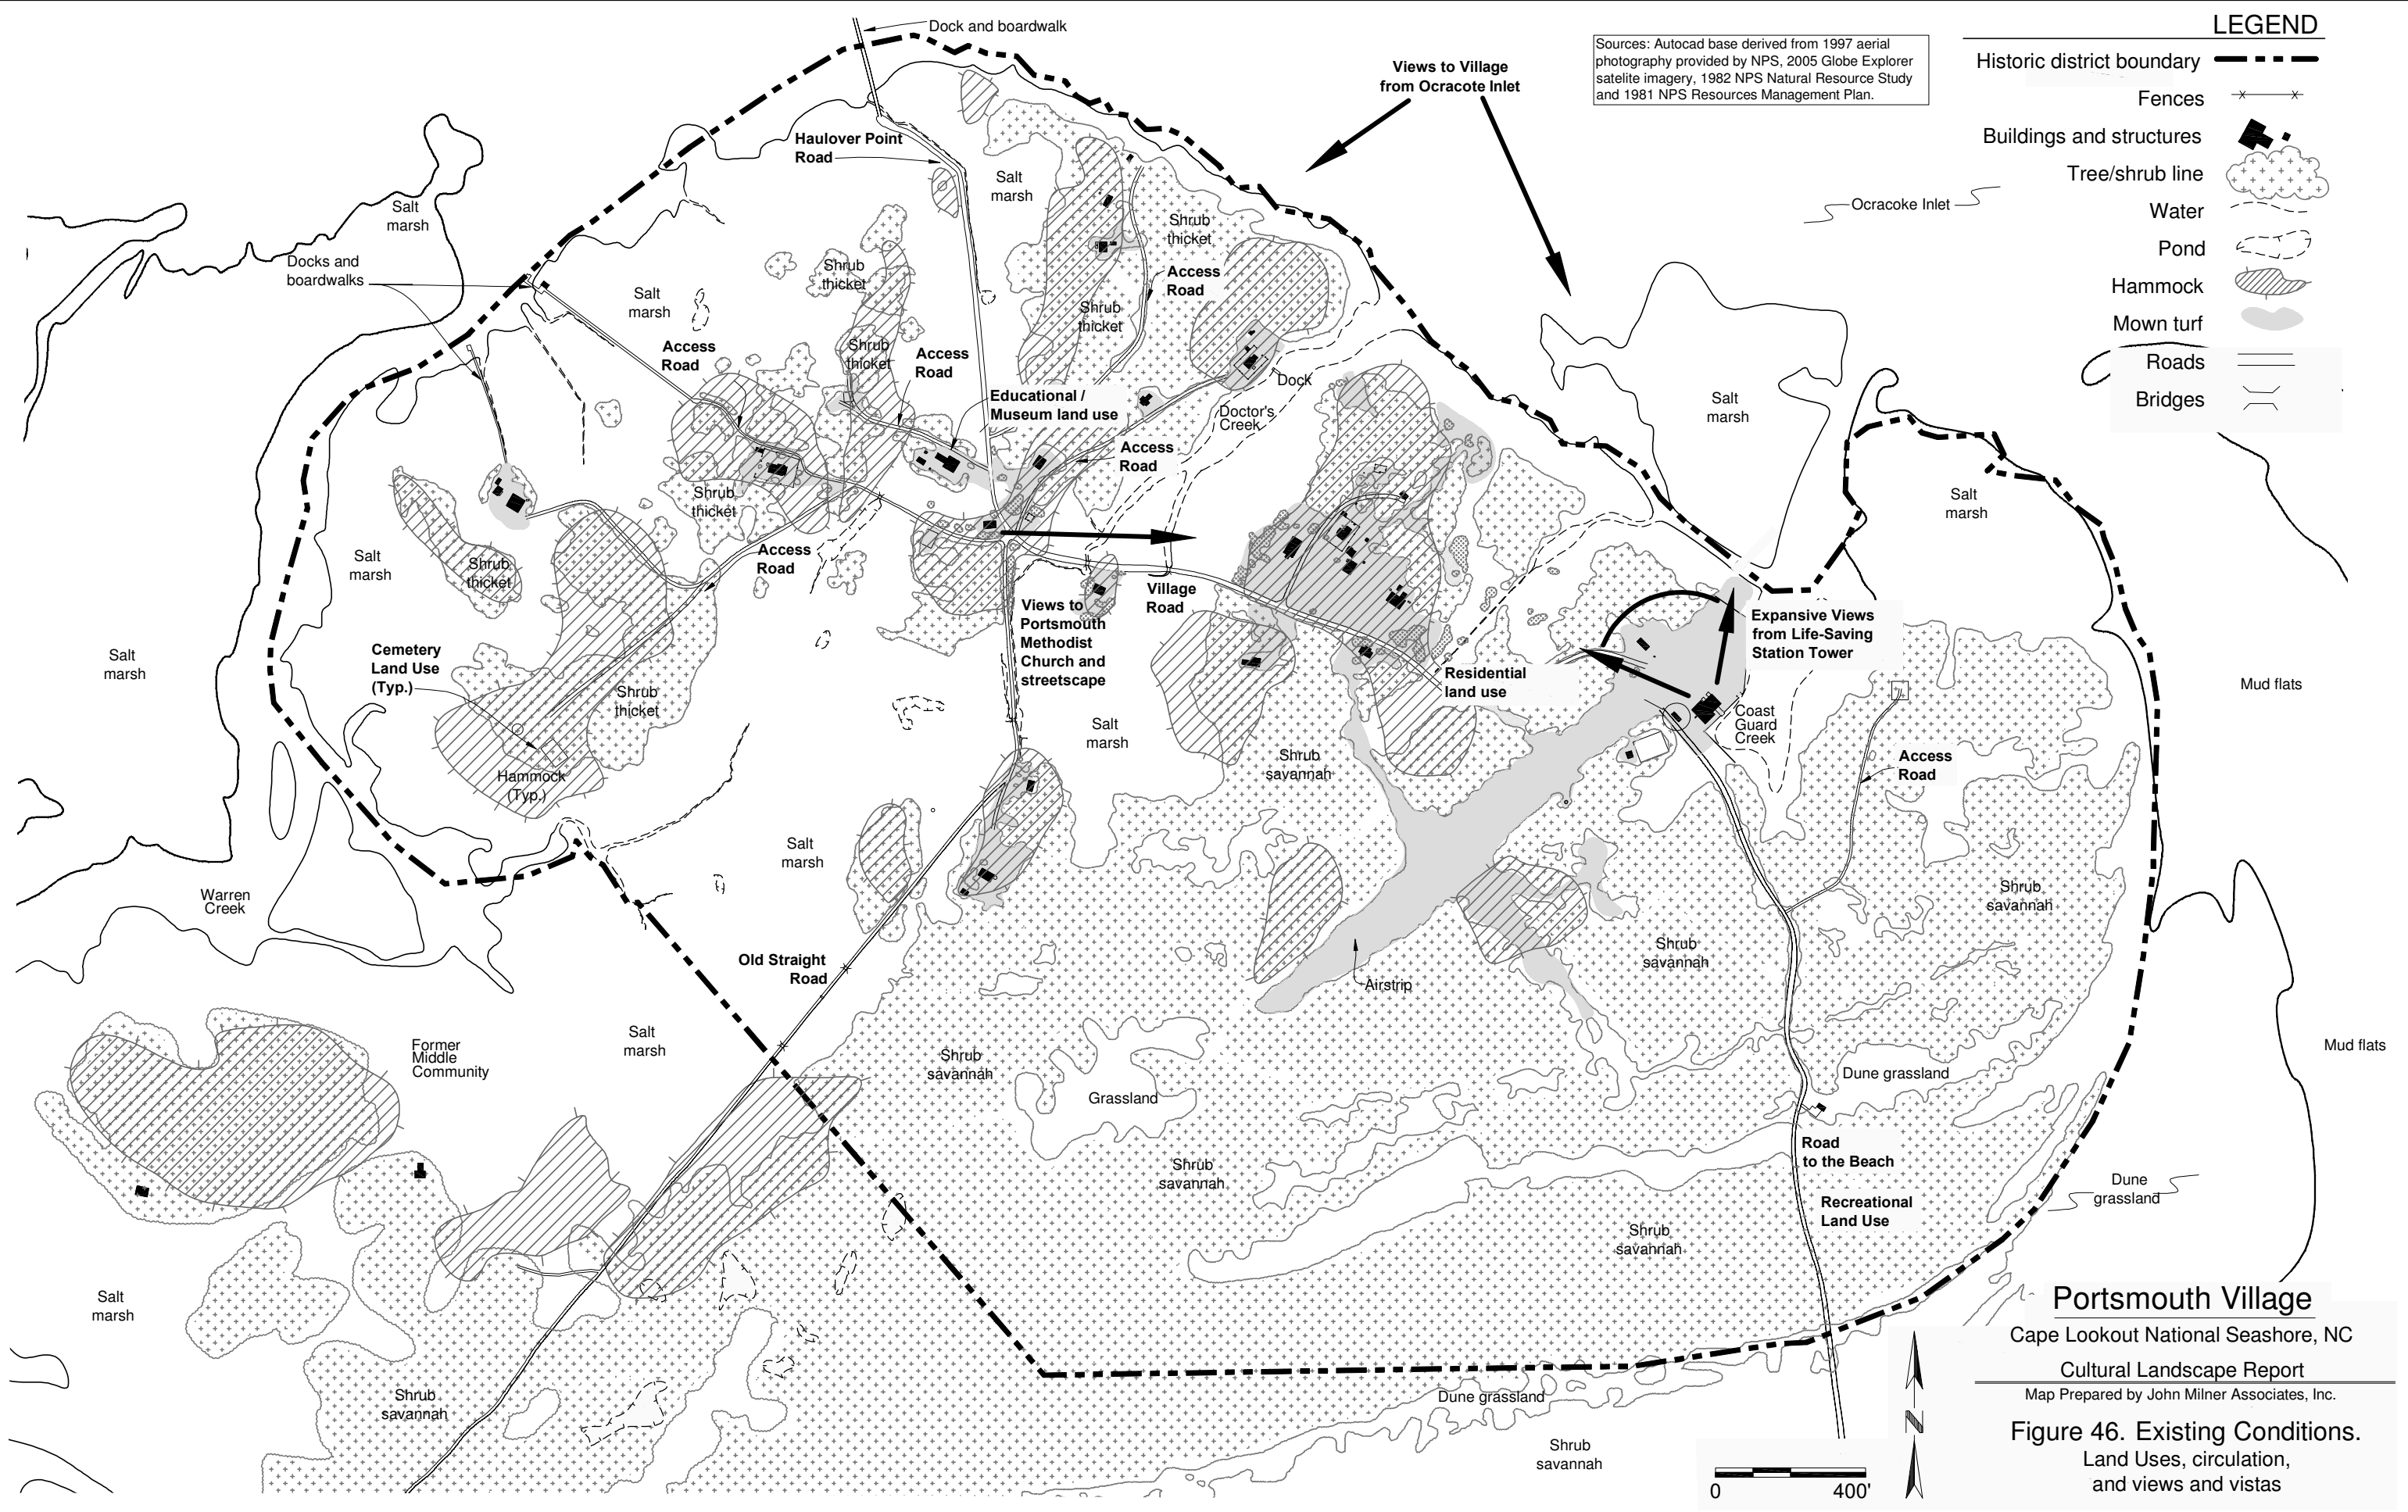 Dock and boardwalk
Views to Village
from Ocracote Inlet
Sources: Autocad base derived from 1997 aerial
photography provided by NPS, 2005 Globe Explorer
satelite imagery, 1982 NPS Natural Resource Study
and 1981 NPS Resources Management Plan.
LEGEND
Historic district boundary
Fences
Buildings and structures
Tree/shrub line
Water
Pond
Hammock
Mown turf
Roads
Bridges
Haulover Point
Road
Salt
marsh
Salt
marsh
Shrub
thicket
Ocracoke Inlet
Docks and
boardwalks
Shrub
thicket
Salt
marsh
Access
Road
Shrub
thicket
Access
Road
Shrub
thicket
Access
Road
Educational /
Museum land use
Dock
Doctor's
Creek
Salt
marsh
Access
Road
Shrub
thicket
Salt
marsh
Salt
marsh
Shrub
thicket
Access
Road
Village
Road
Views to
Portsmouth
Methodist
Church and
streetscape
Expansive Views
from Life-Saving
Station Tower
Salt
marsh
Cemetery
Land Use
(Typ.)
Shrub
thicket
Residential
land use
Mud flats
Coast
Guard
Creek
Salt
marsh
Shrub
savannah
Access
Road
Hammock
(Typ.)
Salt
marsh
Warren
Creek
Shrub
savannah
Shrub
savannah
Old Straight
Road
Airstrip
Former
Middle
Community
Salt
marsh
Shrub
savannah
Grassland
Dune grassland
Mud flats
Road
to the Beach
Shrub
savannah
Dune
grassland
Recreational
Land Use
Shrub
savannah
Salt
marsh
Shrub
savannah
Dune grassland
Shrub
savannah
N
0 400'
Portsmouth Village
Cape Lookout National Seashore, NC
Cultural Landscape Report
Map Prepared by John Milner Associates, Inc.
Figure 46. Existing Conditions.
Land Uses, circulation,
and views and vistas